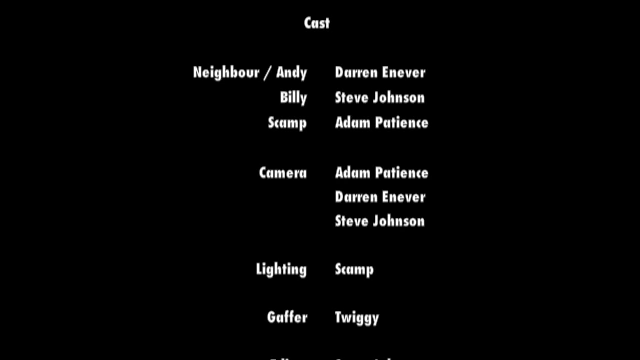 Cast
Neighbour / Andy Darren Enever
Billy Steve Johnson
Scamp Adam Patience
Camera Adam Patience
Darren Enever
Steve Johnson
Lighting Scamp
Gaffer Twiggy